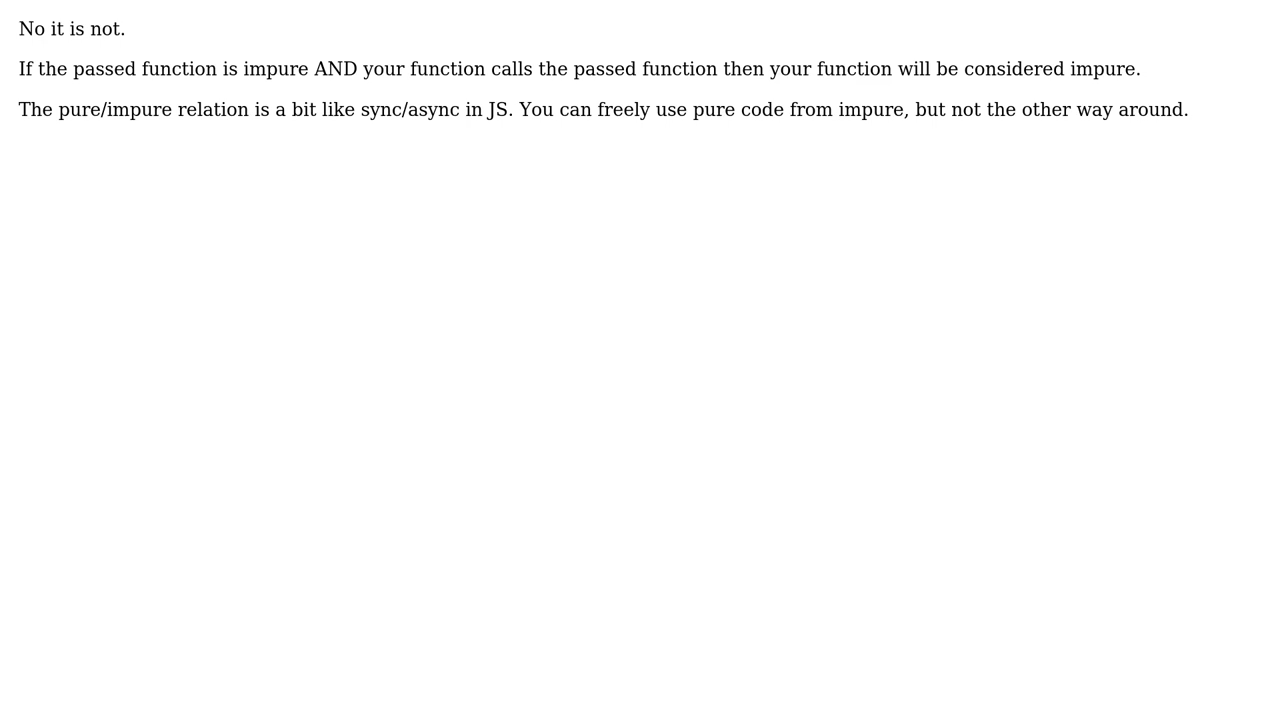 No it is not.
If the passed function is impure AND your function calls the passed function then your function will be considered impure.
The pure/impure relation is a bit like sync/async in JS. You can freely use pure code from impure, but not the other way around.